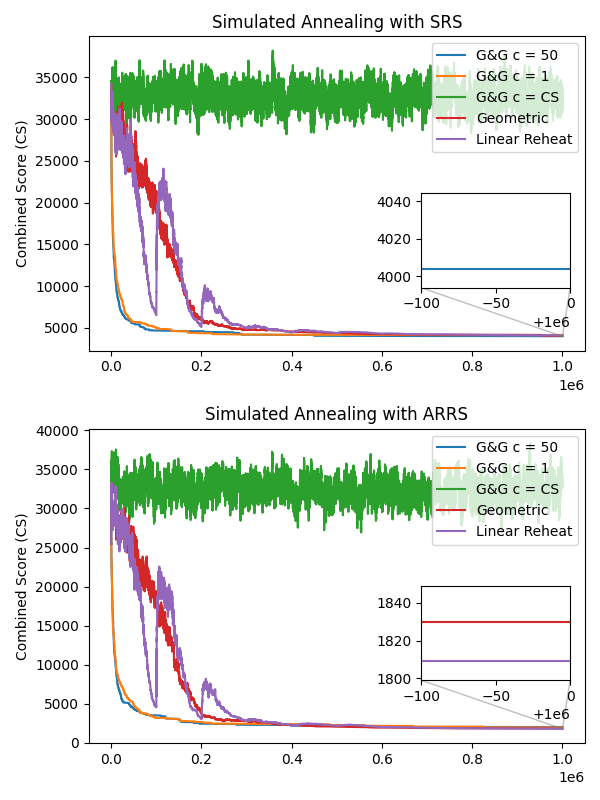 Simulated Annealing with SRS
Combined Score (CS)
35000
30000
25000
20000
15000
10000
5000
G&G c = 50
G&G c = 1
G&G c = CS
Geometric
Linear Reheat
4040
4020
4000
−100
−50
0
+1e6
0.0
0.2
0.4
0.6
0.8
1.0
1e6
Simulated Annealing with ARRS
Combined Score (CS)
40000
35000
30000
25000
20000
15000
10000
5000
0
G&G c = 50
G&G c = 1
G&G c = CS
Geometric
Linear Reheat
1840
1820
1800
−100
−50
0
+1e6
0.0
0.2
0.4
0.6
0.8
1.0
1e6